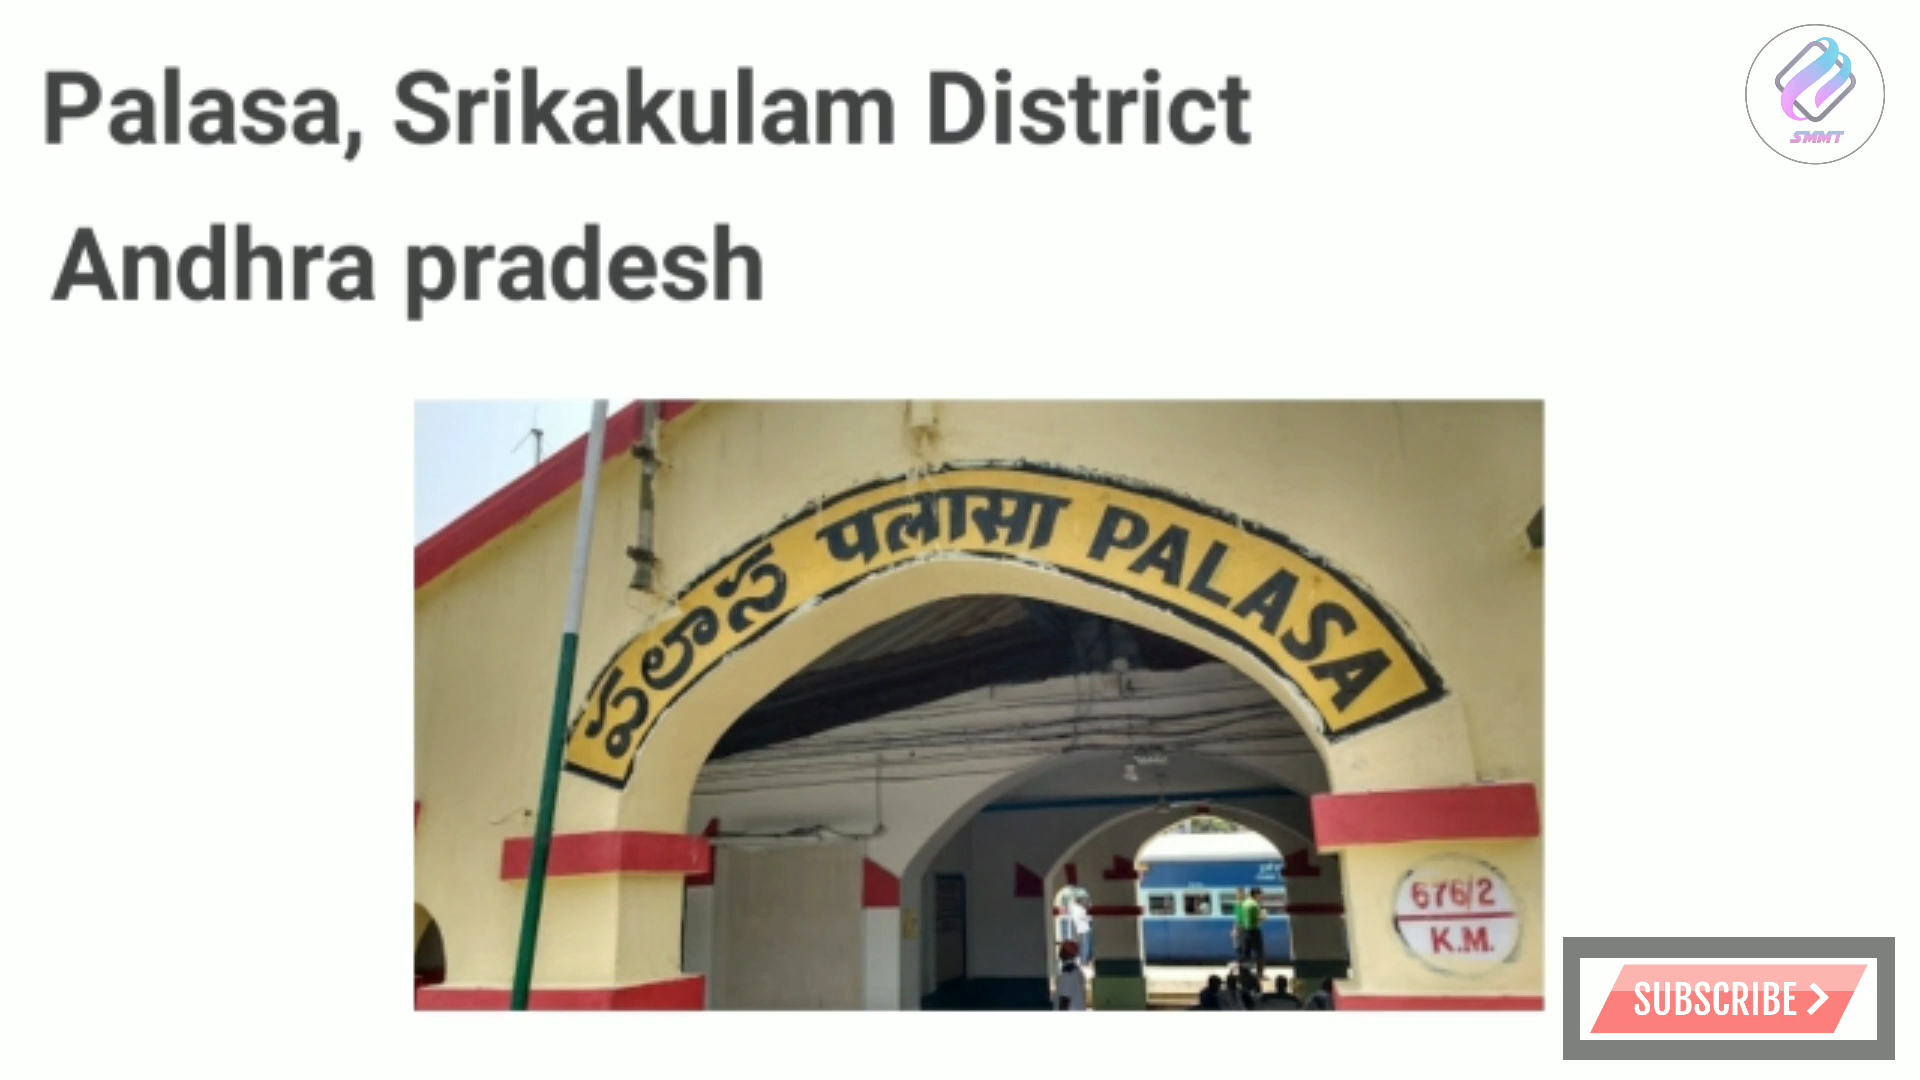 Palasa, Srikakulam District
SMMT
Andhra pradesh
పలాస पलासा PALASA
676/2
K.M.
SUBSCRIBE